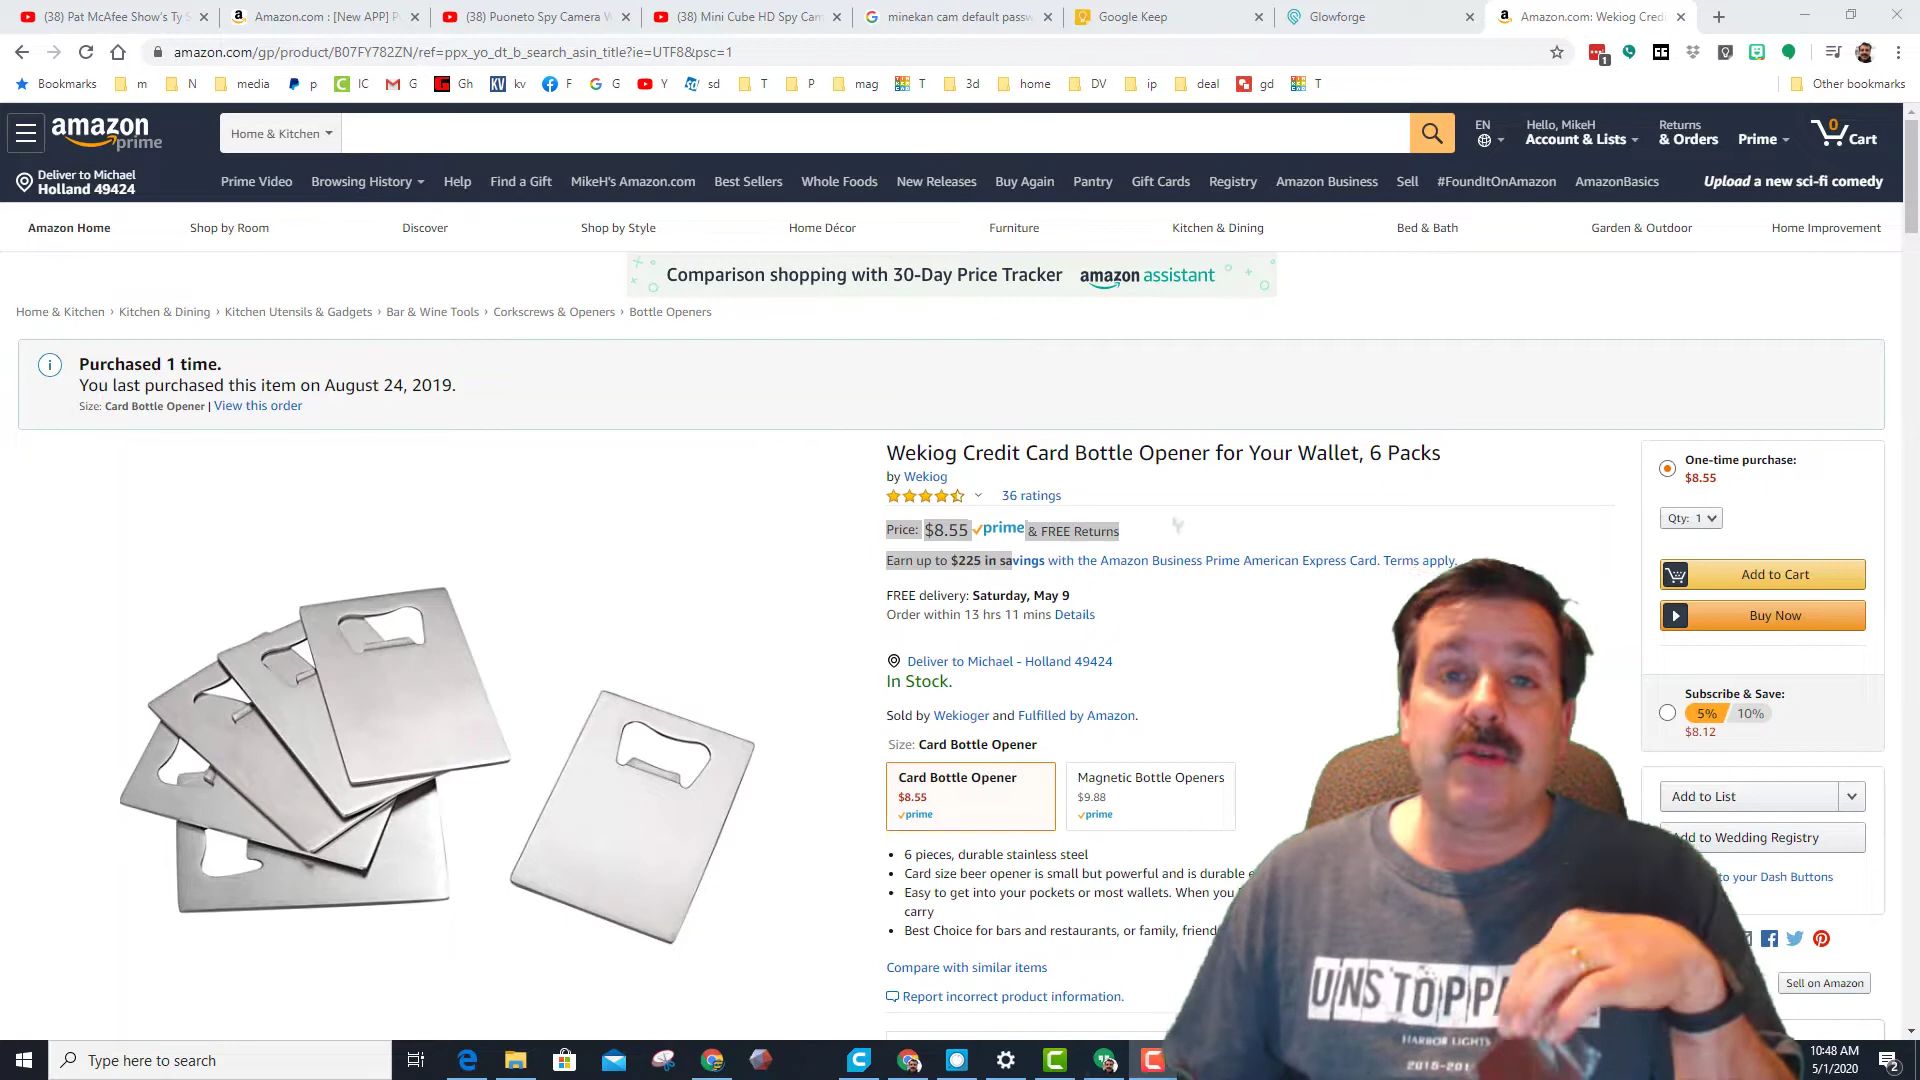 (38) Pat McAfee Show's Ty S
Amazon.com : [New APP] P
(38) Puoneto Spy Camera W
(38) Mini Cube HD Spy Cam
minekan cam default passw
Google Keep
Glowforge
Amazon.com: Wekiog Credi
amazon.com/gp/product/B07FY782ZN/ref=ppx_yo_dt_b_search_asin_title?ie=UTF8&psc=1
Bookmarks m N media p IC G Gh kv F G Y sd T P mag T 3d home DV ip deal gd T Other bookmarks
amazon prime
Home & Kitchen
EN
Hello, MikeH
Account & Lists
Returns
& Orders
Prime
0
Cart
Deliver to Michael
Holland 49424
Prime Video Browsing History Help Find a Gift MikeH's Amazon.com Best Sellers Whole Foods New Releases Buy Again Pantry Gift Cards Registry Amazon Business Sell #FoundItOnAmazon AmazonBasics
Upload a new sci-fi comedy
Amazon Home Shop by Room Discover Shop by Style Home Décor Furniture Kitchen & Dining Bed & Bath Garden & Outdoor Home Improvement
Comparison shopping with 30-Day Price Tracker amazon assistant
Home & Kitchen › Kitchen & Dining › Kitchen Utensils & Gadgets › Bar & Wine Tools › Corkscrews & Openers › Bottle Openers
Purchased 1 time.
You last purchased this item on August 24, 2019.
Size: Card Bottle Opener | View this order
Wekiog Credit Card Bottle Opener for Your Wallet, 6 Packs
by Wekiog
36 ratings
Price: $8.55 prime & FREE Returns
Earn up to $225 in savings with the Amazon Business Prime American Express Card. Terms apply.
FREE delivery: Saturday, May 9
Order within 13 hrs 11 mins Details
Deliver to Michael - Holland 49424
In Stock.
Sold by Wekioger and Fulfilled by Amazon.
Size: Card Bottle Opener
Card Bottle Opener
$8.55
prime
Magnetic Bottle Openers
$9.88
prime
• 6 pieces, durable stainless steel
• Card size beer opener is small but powerful and is durable
• Easy to get into your pockets or most wallets. When you
carry
• Best Choice for bars and restaurants, or family, friend
Compare with similar items
Report incorrect product information.
One-time purchase:
$8.55
Qty: 1
Add to Cart
Buy Now
Subscribe & Save:
5% 10%
$8.12
Add to List
dd to Wedding Registry
to your Dash Buttons
Sell on Amazon
UNSTOPPA
HARBOR LIGHTS
2015-201
Type here to search
10:48 AM
5/1/2020
2